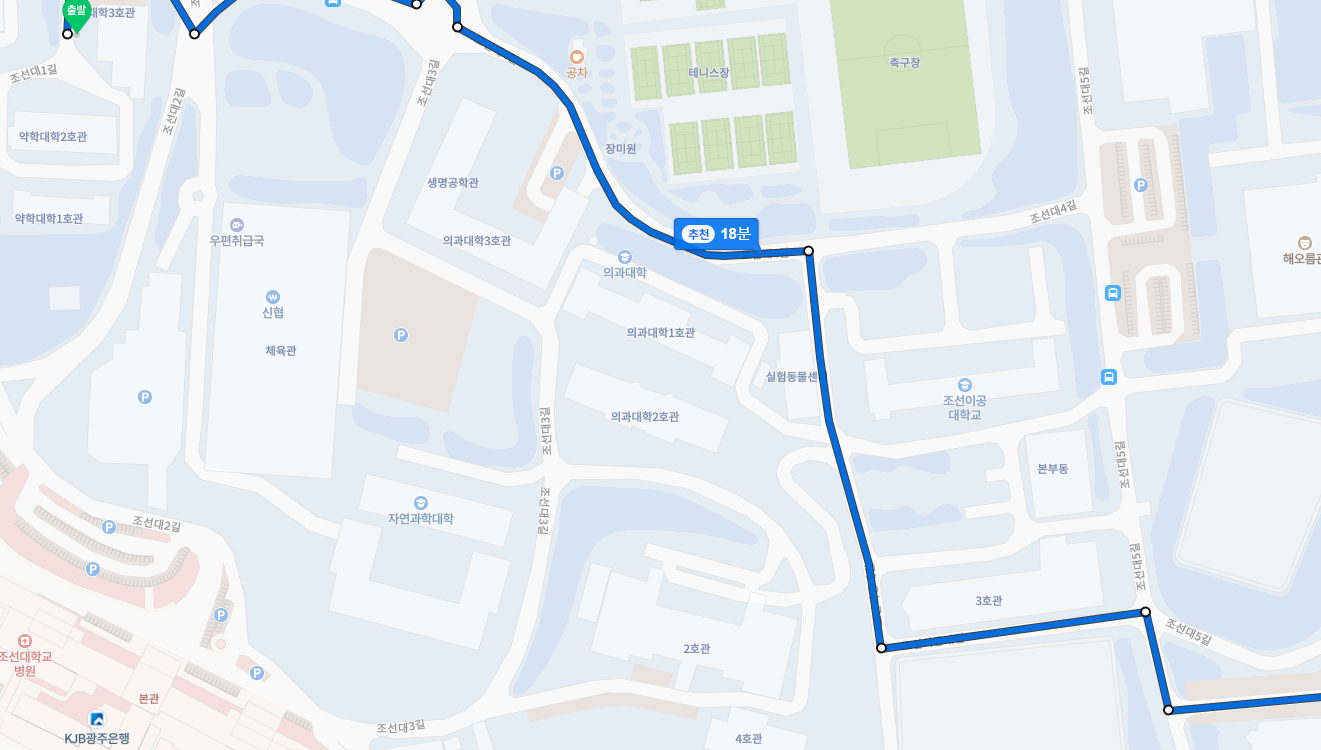 출발
대학3호관
조선대1길
조선대2길
약학대학2호관
약학대학1호관
우편취급국
신협
체육관
P
조선대3길
공차
테니스장
축구장
장미원
P
생명공학관
의과대학3호관
추천 18분
의과대학
의과대학1호관
실험동물센
의과대학2호관
P
조선대3길
조선대3길
자연과학대학
조선대5길
P
조선대4길
해오름관
조선이공
대학교
본부동
조선대5길
조선대5길
3호관
조선대5길
P
조선대2길
P
P
조선대학교
병원
P
본관
KJB광주은행
조선대3길
2호관
4호관